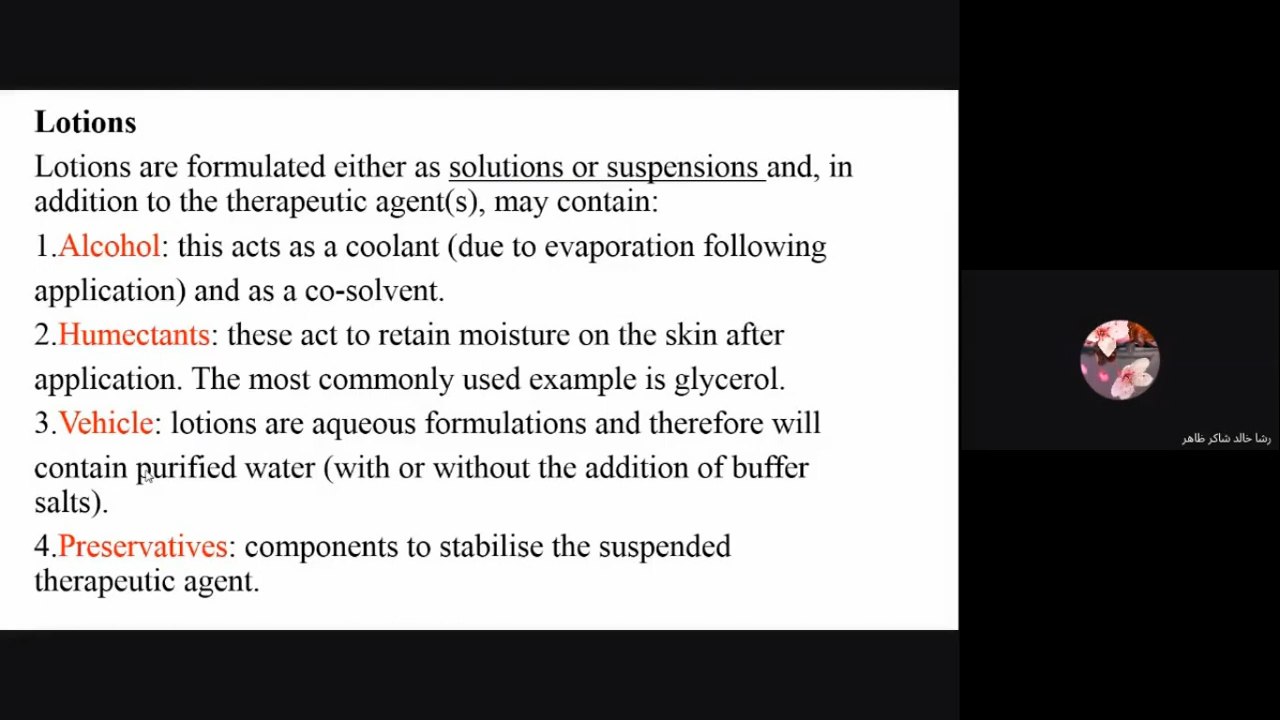 Lotions
Lotions are formulated either as solutions or suspensions and, in
addition to the therapeutic agent(s), may contain:
1.Alcohol: this acts as a coolant (due to evaporation following
application) and as a co-solvent.
2.Humectants: these act to retain moisture on the skin after
application. The most commonly used example is glycerol.
3.Vehicle: lotions are aqueous formulations and therefore will
contain purified water (with or without the addition of buffer
salts).
4.Preservatives: components to stabilise the suspended
therapeutic agent.
رشا خالد شاكر طاهر